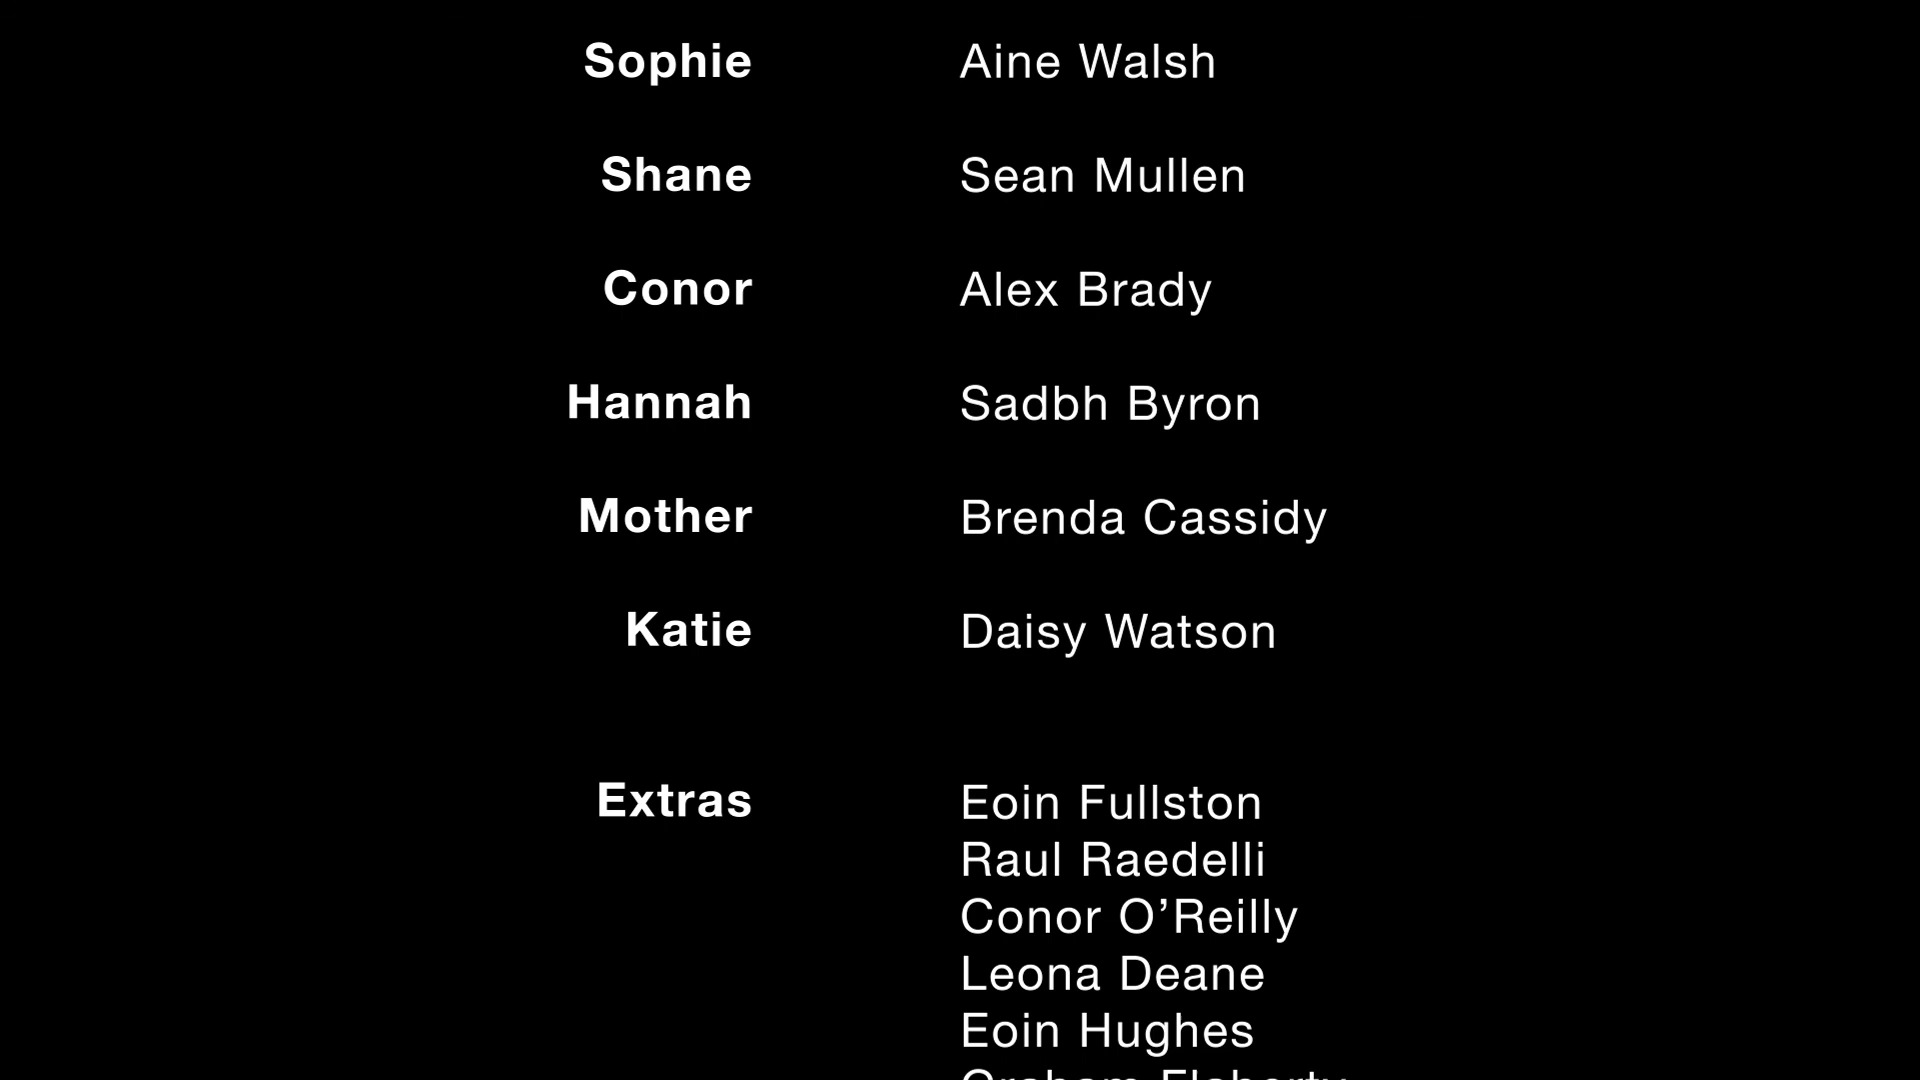 Sophie Aine Walsh
Shane Sean Mullen
Conor Alex Brady
Hannah Sadbh Byron
Mother Brenda Cassidy
Katie Daisy Watson
Extras Eoin Fullston
Raul Raedelli
Conor O’Reilly
Leona Deane
Eoin Hughes